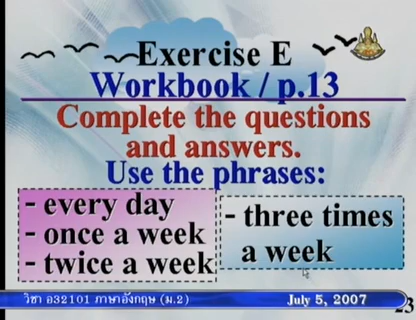 Exercise E
Workbook / p.13
Complete the questions
and answers.
Use the phrases:
- every day
- once a week
- twice a week
- three times
a week
วิชา อ32101 ภาษาอังกฤษ (ม.2)
July 5, 2007
23